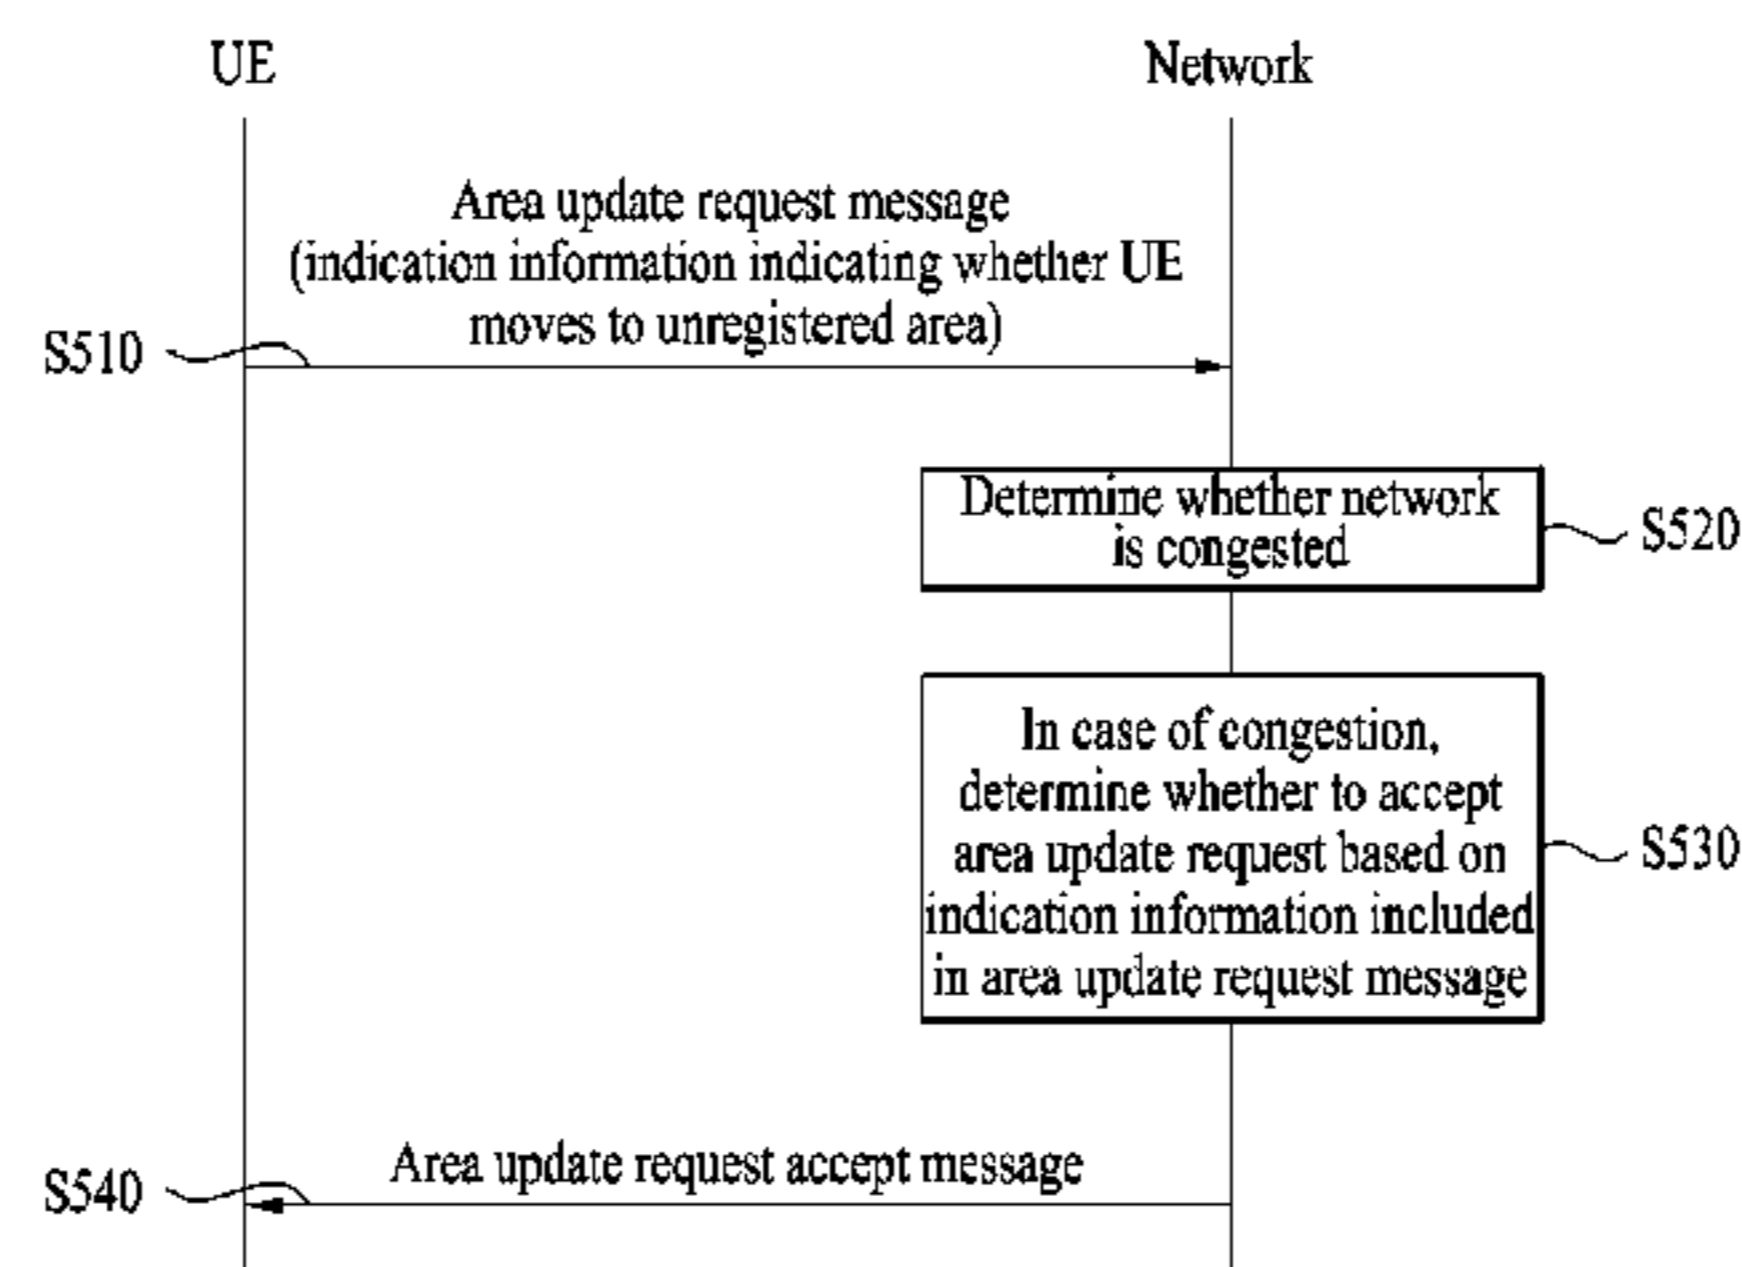 UE
Network
Area update request message
(indication information indicating whether UE
moves to unregistered area)
S510
Determine whether network
is congested
S520
In case of congestion,
determine whether to accept
area update request based on
indication information included
in area update request message
S530
Area update request accept message
S540